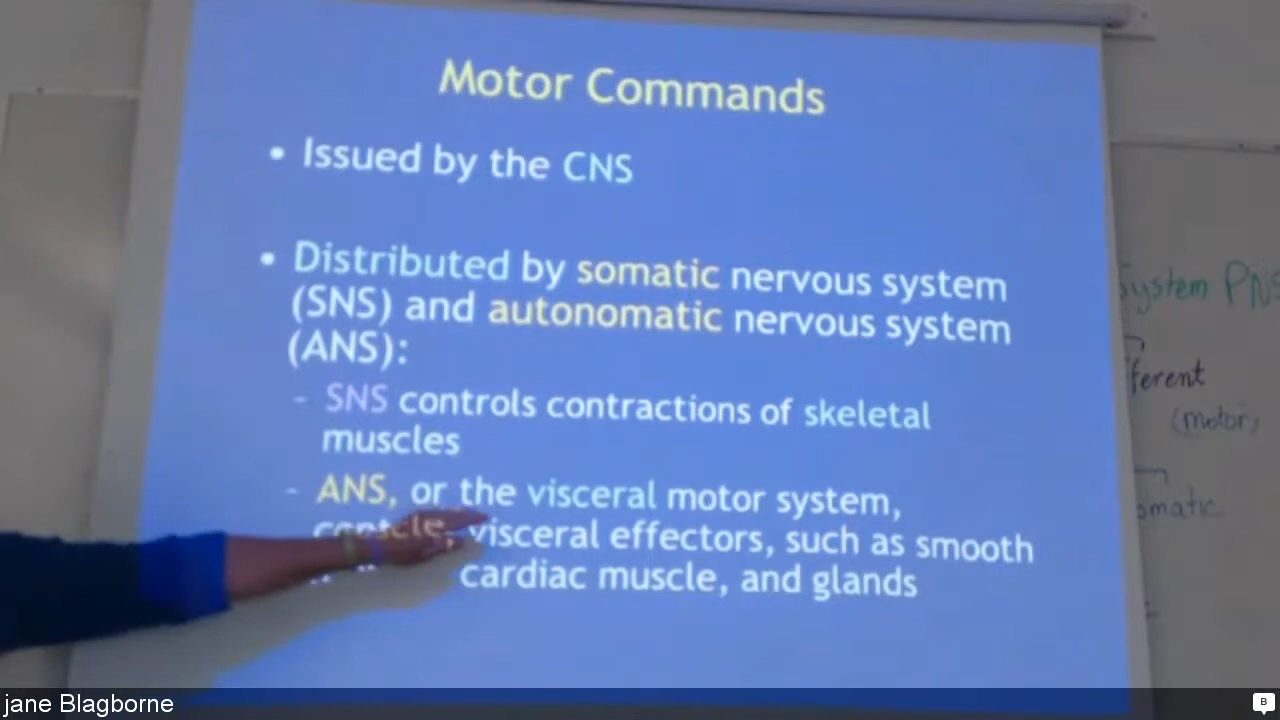 Motor Commands
• Issued by the CNS
• Distributed by somatic nervous system
(SNS) and autonomatic nervous system
(ANS):
- SNS controls contractions of skeletal
muscles
- ANS, or the visceral motor system,
visceral effectors, such as smooth
cardiac muscle, and glands
System PNS
fferent
(motor)
omatic
jane Blagborne
B